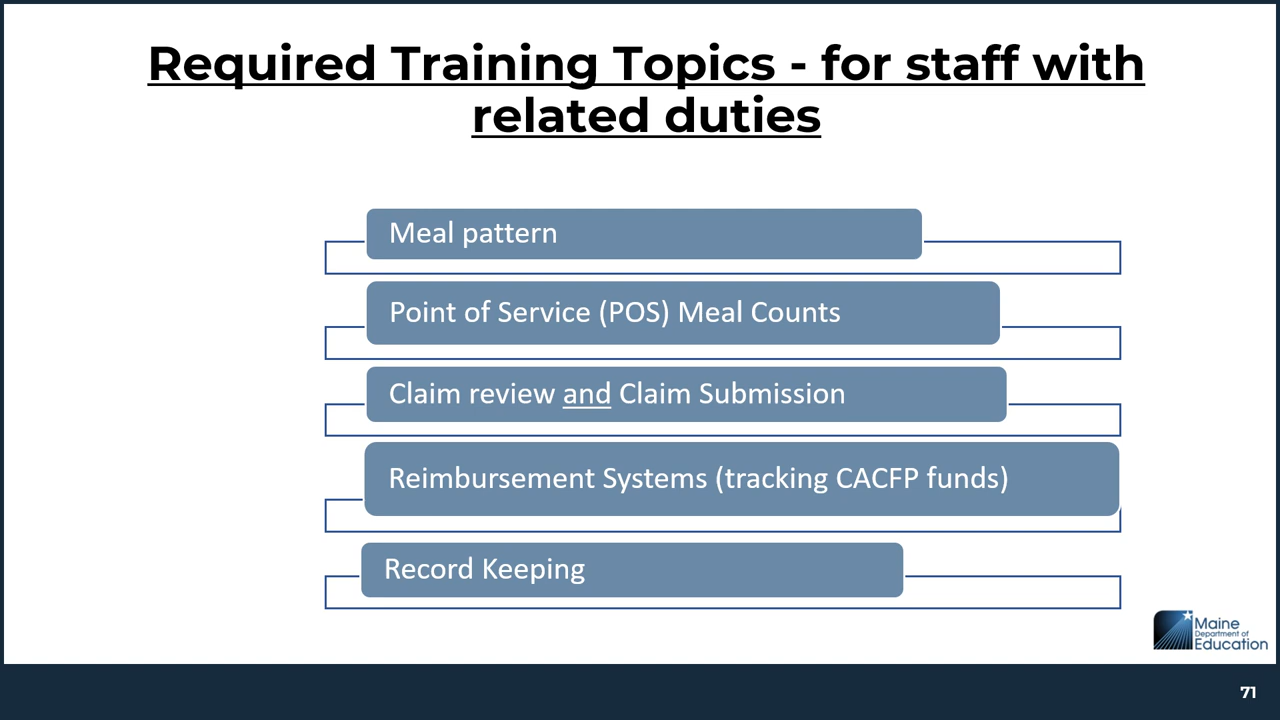 Required Training Topics - for staff with
related duties
Meal pattern
Point of Service (POS) Meal Counts
Claim review and Claim Submission
Reimbursement Systems (tracking CACFP funds)
Record Keeping
Maine
Department of
Education
71